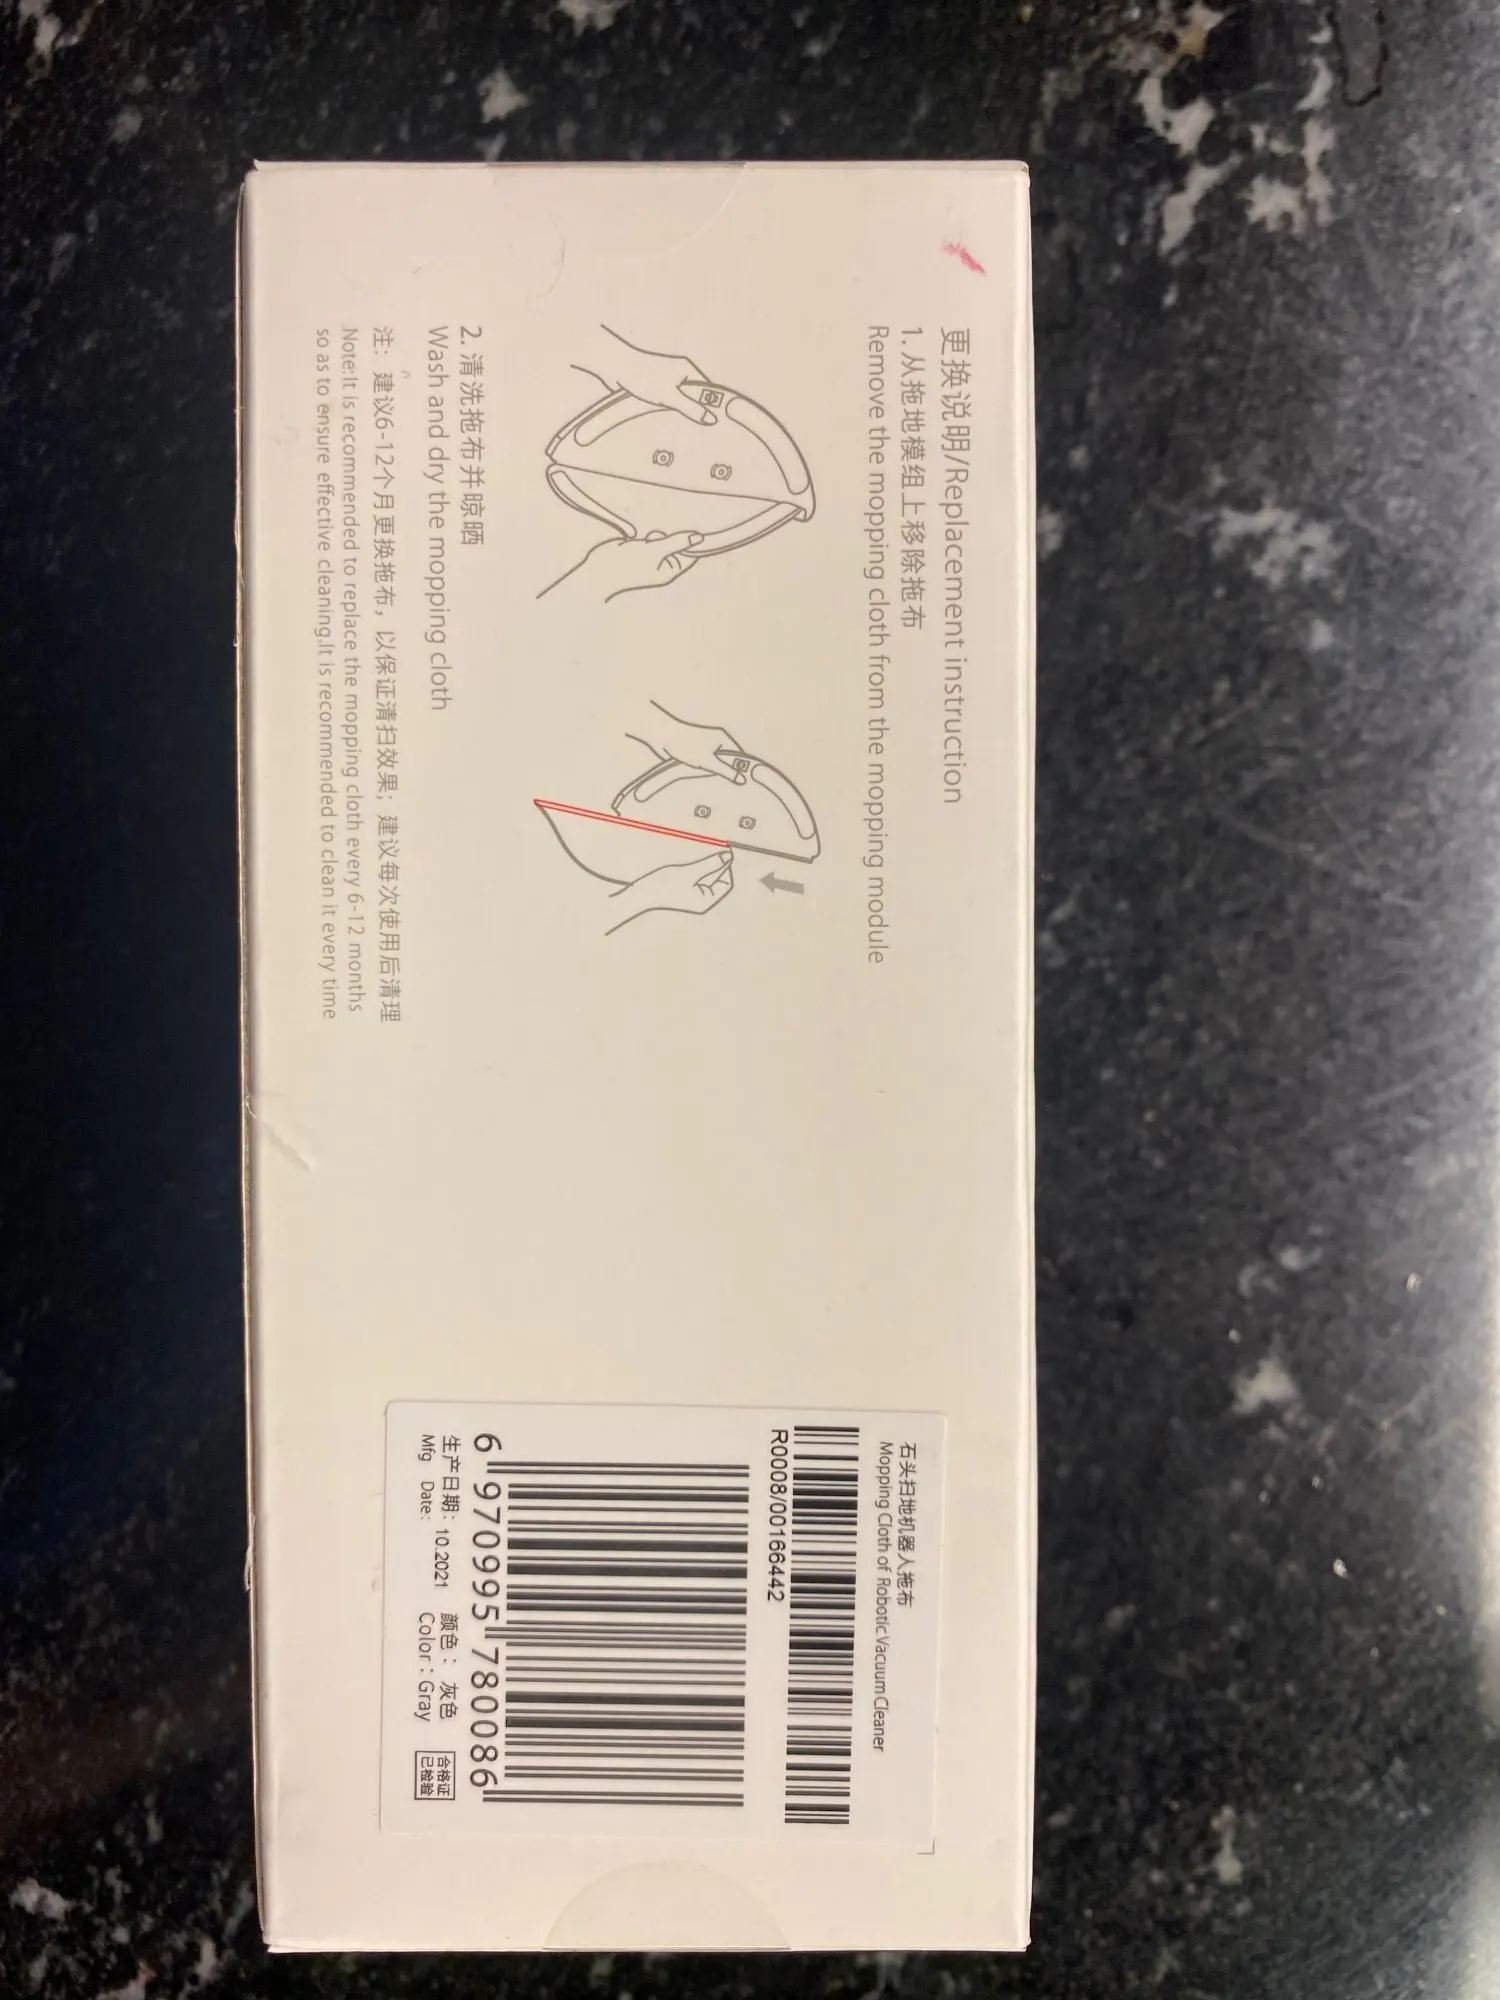 更换说明/Replacement instruction
1. 从拖地模组上移除拖布
Remove the mopping cloth from the mopping module
2. 清洗拖布并晾晒
Wash and dry the mopping cloth
注：建议6-12个月更换拖布，以保证清扫效果；建议每次使用后清理
Note:It is recommended to replace the mopping cloth every 6-12 months
so as to ensure effective cleaning.It is recommended to clean it every time
石头扫地机器人拖布
Mopping Cloth of Robotic Vacuum Cleaner
R0008/00166442
6 970995 780086
生产日期：10.2021 颜色：灰色
Mfg Date: Color：Gray
合格证
已检验